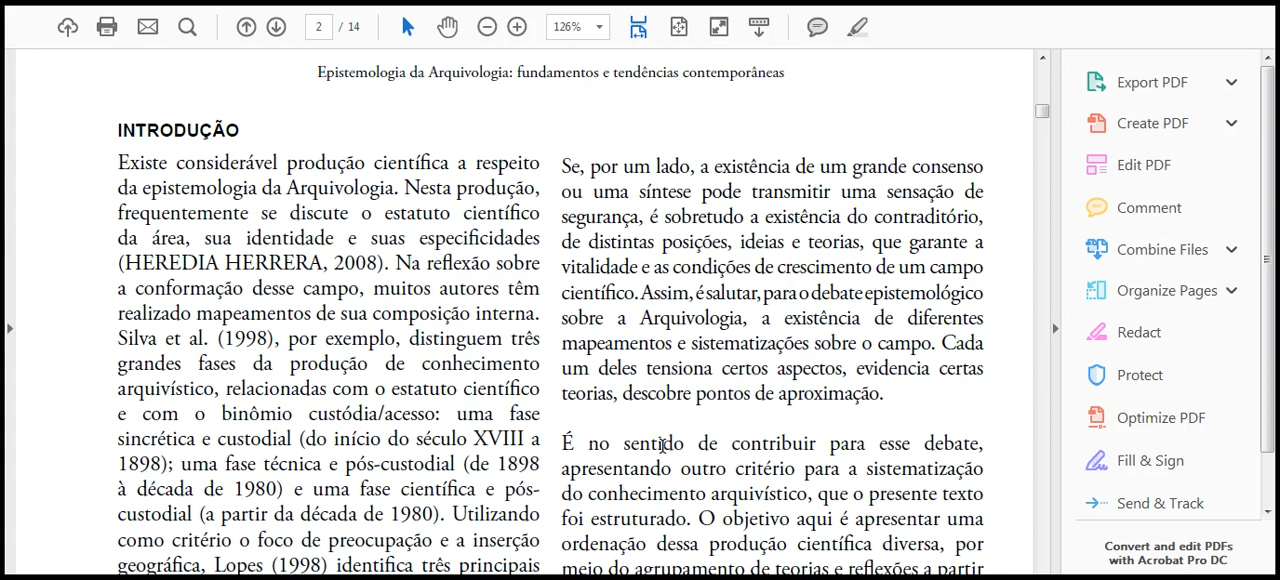 2 / 14
126%
Epistemologia da Arquivologia: fundamentos e tendências contemporâneas
INTRODUÇÃO
Existe considerável produção científica a respeito
da epistemologia da Arquivologia. Nesta produção,
frequentemente se discute o estatuto científico
da área, sua identidade e suas especificidades
(HEREDIA HERRERA, 2008). Na reflexão sobre
a conformação desse campo, muitos autores têm
realizado mapeamentos de sua composição interna.
Silva et al. (1998), por exemplo, distinguem três
grandes fases da produção de conhecimento
arquivístico, relacionadas com o estatuto científico
e com o binômio custódia/acesso: uma fase
sincrética e custodial (do início do século XVIII a
1898); uma fase técnica e pós-custodial (de 1898
à década de 1980) e uma fase científica e pós-
custodial (a partir da década de 1980). Utilizando
como critério o foco de preocupação e a inserção
geográfica, Lopes (1998) identifica três principais
Se, por um lado, a existência de um grande consenso
ou uma síntese pode transmitir uma sensação de
segurança, é sobretudo a existência do contraditório,
de distintas posições, ideias e teorias, que garante a
vitalidade e as condições de crescimento de um campo
científico. Assim, é salutar, para o debate epistemológico
sobre a Arquivologia, a existência de diferentes
mapeamentos e sistematizações sobre o campo. Cada
um deles tensiona certos aspectos, evidencia certas
teorias, descobre pontos de aproximação.
É no sentido de contribuir para esse debate,
apresentando outro critério para a sistematização
do conhecimento arquivístico, que o presente texto
foi estruturado. O objetivo aqui é apresentar uma
ordenação dessa produção científica diversa, por
meio do agrupamento de teorias e reflexões a partir
Export PDF
Create PDF
Edit PDF
Comment
Combine Files
Organize Pages
Redact
Protect
Optimize PDF
Fill & Sign
Send & Track
Convert and edit PDFs
with Acrobat Pro DC